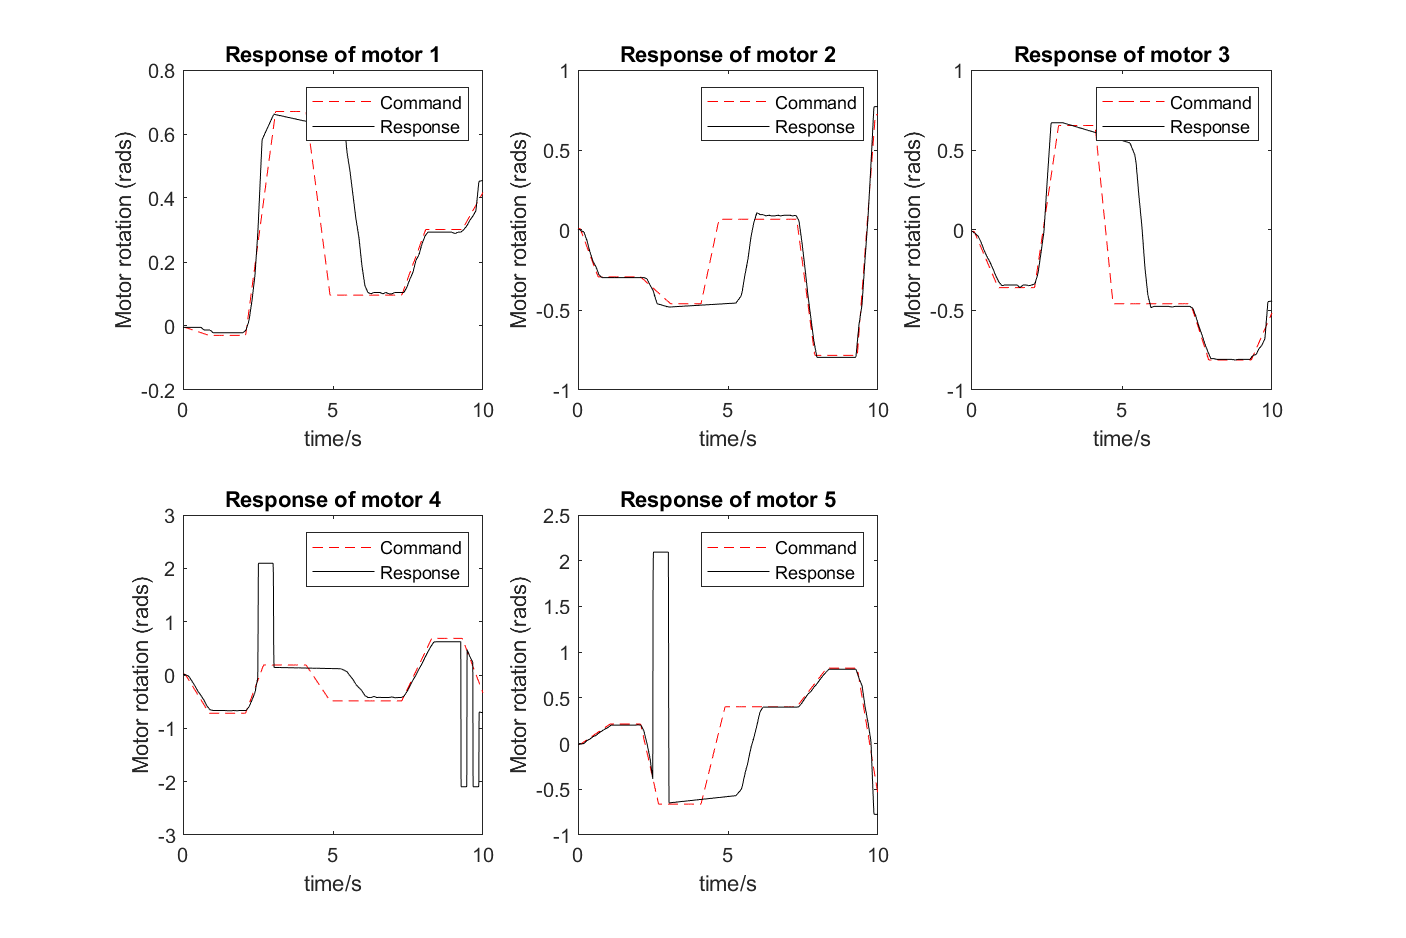 Response of motor 1
0.8
0.6
0.4
0.2
0
-0.2
0
5
10
Motor rotation (rads)
time/s
Command
Response
Response of motor 2
1
0.5
0
-0.5
-1
0
5
10
Motor rotation (rads)
time/s
Command
Response
Response of motor 3
1
0.5
0
-0.5
-1
0
5
10
Motor rotation (rads)
time/s
Command
Response
Response of motor 4
3
2
1
0
-1
-2
-3
0
5
10
Motor rotation (rads)
time/s
Command
Response
Response of motor 5
2.5
2
1.5
1
0.5
0
-0.5
-1
0
5
10
Motor rotation (rads)
time/s
Command
Response